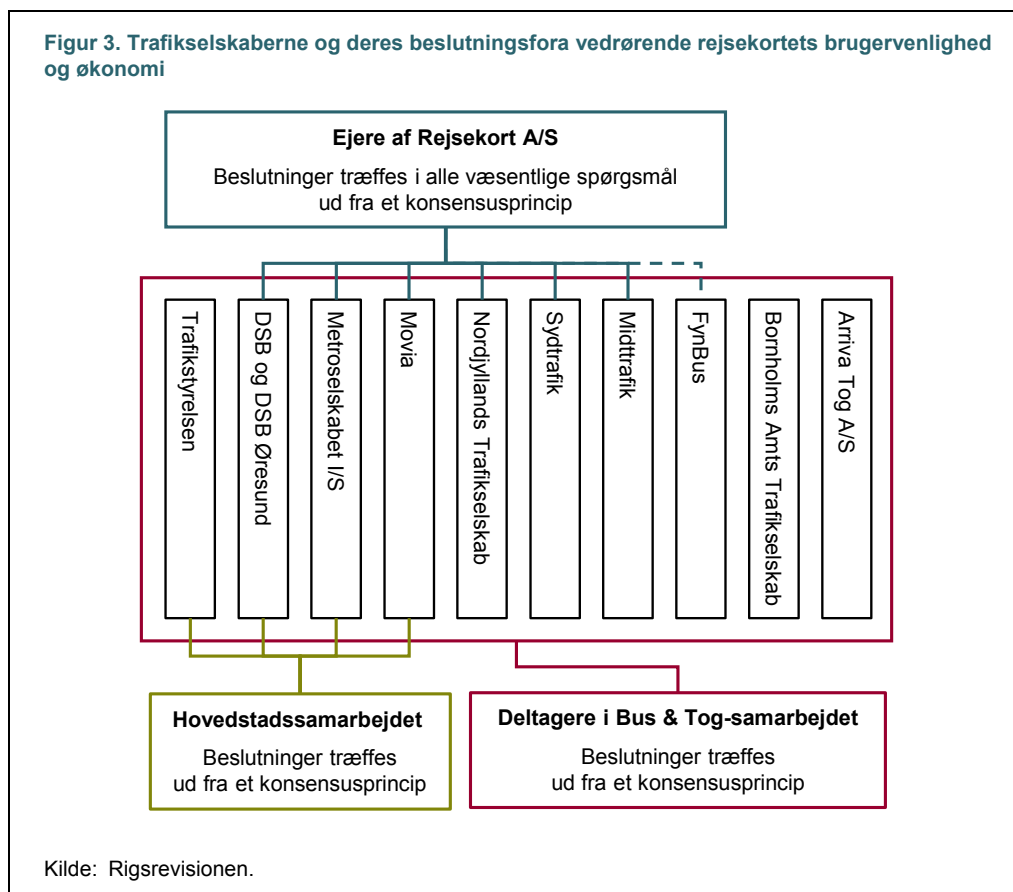 Figur 3. Trafikselskaberne og deres beslutningsfora vedrørende rejsekortets brugervenlighed
og økonomi
Ejere af Rejsekort A/S
Beslutninger træffes i alle væsentlige spørgsmål
ud fra et konsensusprincip
Trafikstyrelsen
DSB og DSB Øresund
Metroselskabet I/S
Movia
Nordjyllands Trafikselskab
Sydtrafik
Midttrafik
FynBus
Bornholms Amts Trafikselskab
Arriva Tog A/S
Hovedstadssamarbejdet
Beslutninger træffes
ud fra et konsensusprincip
Deltagere i Bus & Tog-samarbejdet
Beslutninger træffes
ud fra et konsensusprincip
Kilde: Rigsrevisionen.